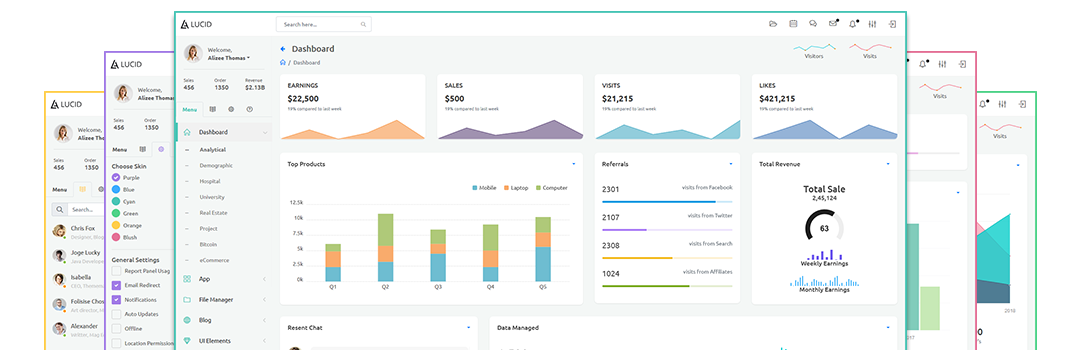 LUCID
Search here...
Welcome,
Alizee Thomas
Sales Order Revenue
456 1350 $2.13B
Menu
Dashboard
Analytical
Demographic
Hospital
University
Real Estate
Project
Bitcoin
eCommerce
App
File Manager
Blog
UI Elements
Dashboard
/ Dashboard
Visitors
Visits
EARNINGS
$22,500
19% compared to last week
SALES
$500
19% compared to last week
VISITS
$21,215
19% compared to last week
LIKES
$421,215
19% compared to last week
Top Products
Mobile Laptop Computer
12.5k
10k
7.5k
5k
2.5k
0k
Q1 Q2 Q3 Q4 Q5
Referrals
2301 visits from Facebook
2107 visits from Twitter
2308 visits from Search
1024 visits from Affiliates
Total Revenue
Total Sale
2,45,124
63
Weekly Earnings
Monthly Earnings
Resent Chat
Data Managed
LUCID
Welcome,
Alizee Thomas
Sales Order
456 1350
Menu
Choose Skin
Purple
Blue
Cyan
Green
Orange
Blush
General Settings
Report Panel Usag
Email Redirect
Notifications
Auto Updates
Offline
Location Permission
LUCID
Welcome,
Alizee Tho
Sales Order
456 1350
Menu
Search...
Chris Fox
Designer, Blog
Joge Lucky
Java Develope
Isabella
CEO, Thememe
Folisise Chos
Art director, M
Alexander
Writter, Mag E
Visits
Visits
2018